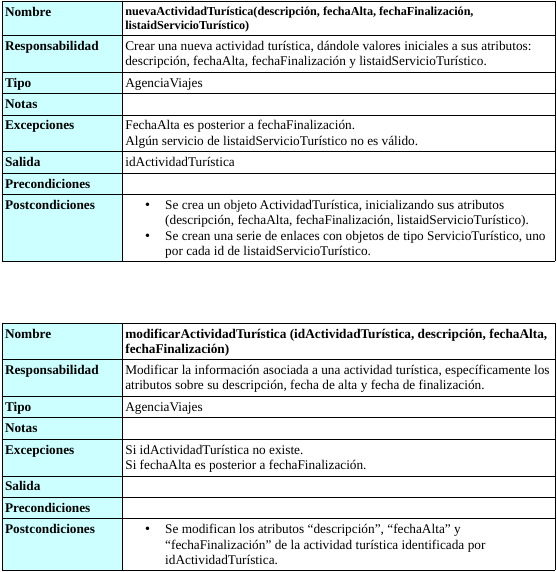 Nombre
nuevaActividadTurística(descripción, fechaAlta, fechaFinalización,
listaidServicioTurístico)
Responsabilidad
Crear una nueva actividad turística, dándole valores iniciales a sus atributos:
descripción, fechaAlta, fechaFinalización y listaidServicioTurístico.
Tipo
AgenciaViajes
Notas
Excepciones
FechaAlta es posterior a fechaFinalización.
Algún servicio de listaidServicioTurístico no es válido.
Salida
idActividadTurística
Precondiciones
Postcondiciones
• Se crea un objeto ActividadTurística, inicializando sus atributos
(descripción, fechaAlta, fechaFinalización, listaidServicioTurístico).
• Se crean una serie de enlaces con objetos de tipo ServicioTurístico, uno
por cada id de listaidServicioTurístico.
Nombre
modificarActividadTurística (idActividadTurística, descripción, fechaAlta,
fechaFinalización)
Responsabilidad
Modificar la información asociada a una actividad turística, específicamente los
atributos sobre su descripción, fecha de alta y fecha de finalización.
Tipo
AgenciaViajes
Notas
Excepciones
Si idActividadTurística no existe.
Si fechaAlta es posterior a fechaFinalización.
Salida
Precondiciones
Postcondiciones
• Se modifican los atributos “descripción”, “fechaAlta” y
“fechaFinalización” de la actividad turística identificada por
idActividadTurística.